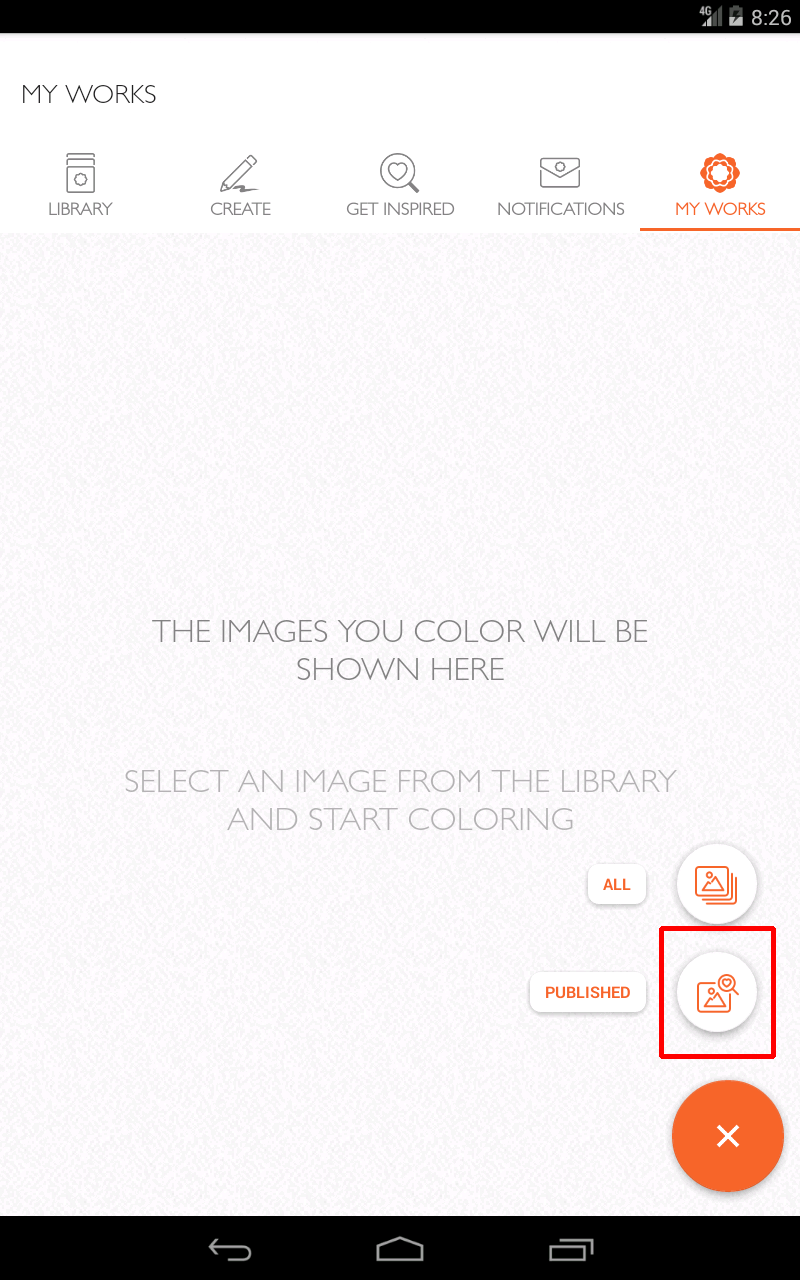 4G 8:26
MY WORKS
LIBRARY
CREATE
GET INSPIRED
NOTIFICATIONS
MY WORKS
THE IMAGES YOU COLOR WILL BE
SHOWN HERE
SELECT AN IMAGE FROM THE LIBRARY
AND START COLORING
ALL
PUBLISHED